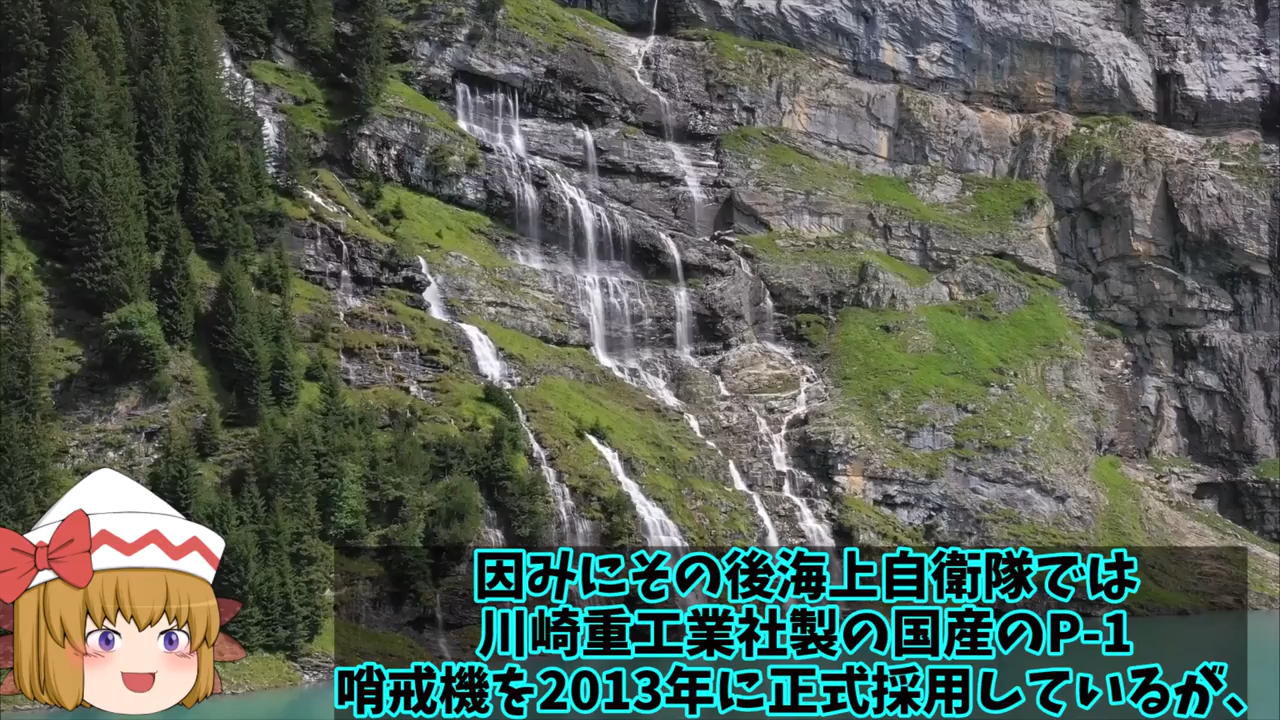 因みにその後海上自衛隊では
川崎重工業社製の国産のP-1
哨戒機を2013年に正式採用しているが、